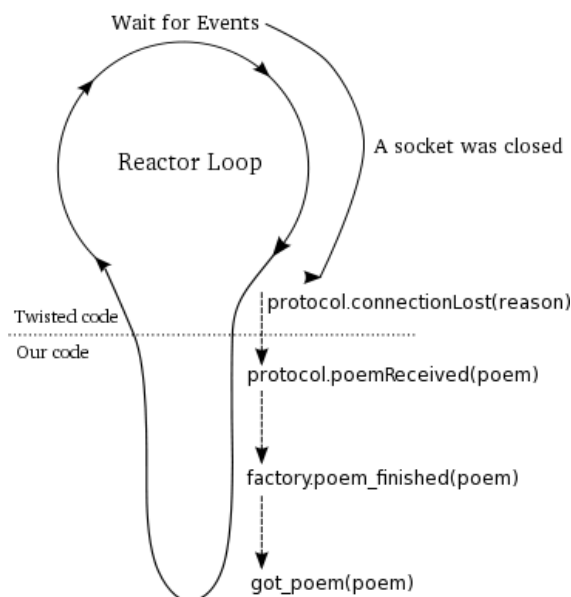 Wait for Events
A socket was closed
Reactor Loop
protocol.connectionLost(reason)
Twisted code
Our code
protocol.poemReceived(poem)
factory.poem_finished(poem)
got_poem(poem)